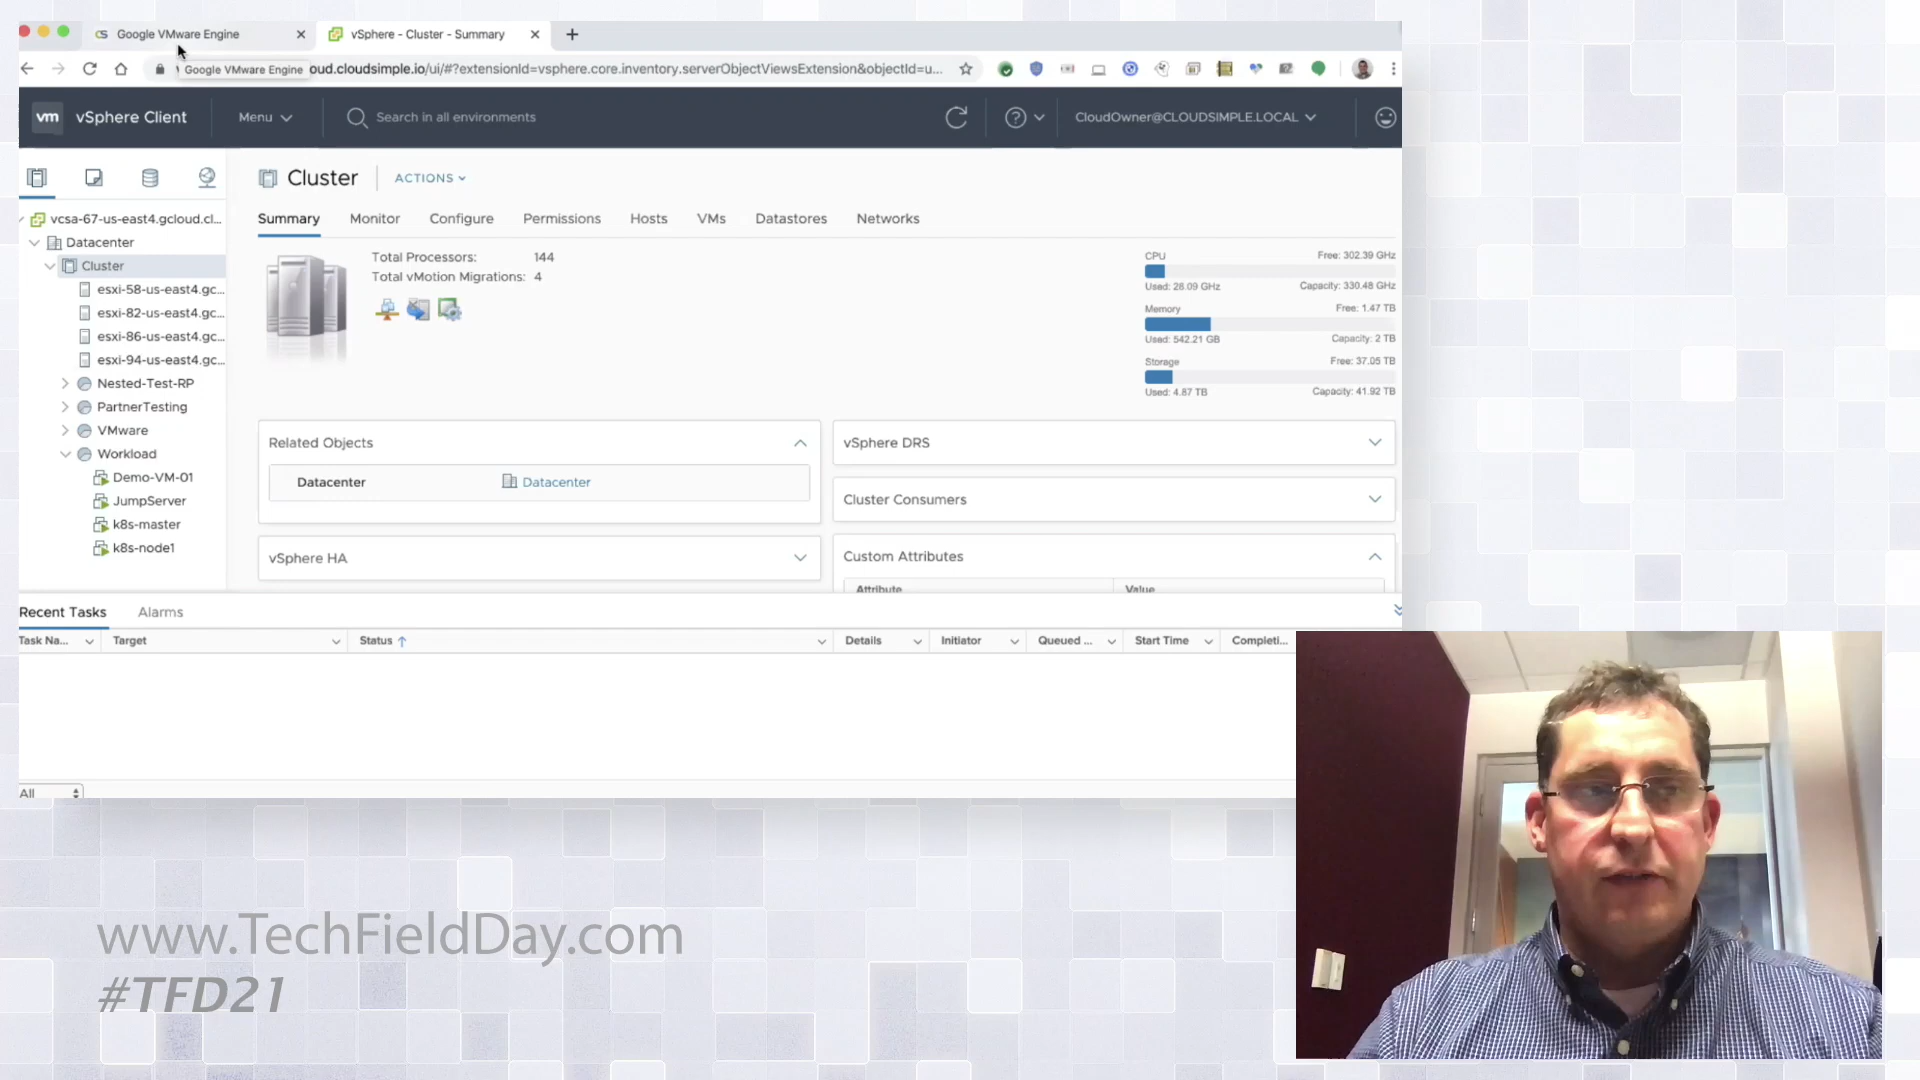 Google VMware Engine
vSphere - Cluster - Summary
Google VMware Engine
oud.cloudsimple.io/ui/#?extensionId=vsphere.core.inventory.serverObjectViewsExtension&objectId=u...
vm vSphere Client
Menu
Search in all environments
CloudOwner@CLOUDSIMPLE.LOCAL
Cluster
ACTIONS
Summary
Monitor
Configure
Permissions
Hosts
VMs
Datastores
Networks
vcsa-67-us-east4.gcloud.cl...
Datacenter
Cluster
esxi-58-us-east4.gc...
esxi-82-us-east4.gc...
esxi-86-us-east4.gc...
esxi-94-us-east4.gc...
Nested-Test-RP
PartnerTesting
VMware
Workload
Demo-VM-01
JumpServer
k8s-master
k8s-node1
Total Processors: 144
Total vMotion Migrations: 4
CPU Free: 302.39 GHz
Used: 28.09 GHz Capacity: 330.48 GHz
Memory Free: 1.47 TB
Used: 542.21 GB Capacity: 2 TB
Storage Free: 37.05 TB
Used: 4.87 TB Capacity: 41.92 TB
Related Objects
Datacenter Datacenter
vSphere HA
vSphere DRS
Cluster Consumers
Custom Attributes
Attribute Value
Recent Tasks Alarms
Task Na... Target Status Details Initiator Queued ... Start Time Completi...
All
www.TechFieldDay.com
#TFD21